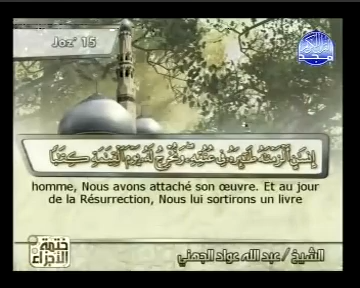 Joz' 15
المجد
إِنسَٰنٍ أَلْزَمْنَٰهُ طَٰٓئِرَهُۥ فِى عُنُقِهِۦ ۖ وَنُخْرِجُ لَهُۥ يَوْمَ ٱلْقِيَٰمَةِ كِتَٰبًا
homme, Nous avons attaché son œuvre. Et au jour
de la Résurrection, Nous lui sortirons un livre
ختمة
الأجزاء
الشيخ / عبد الله عواد الجهني